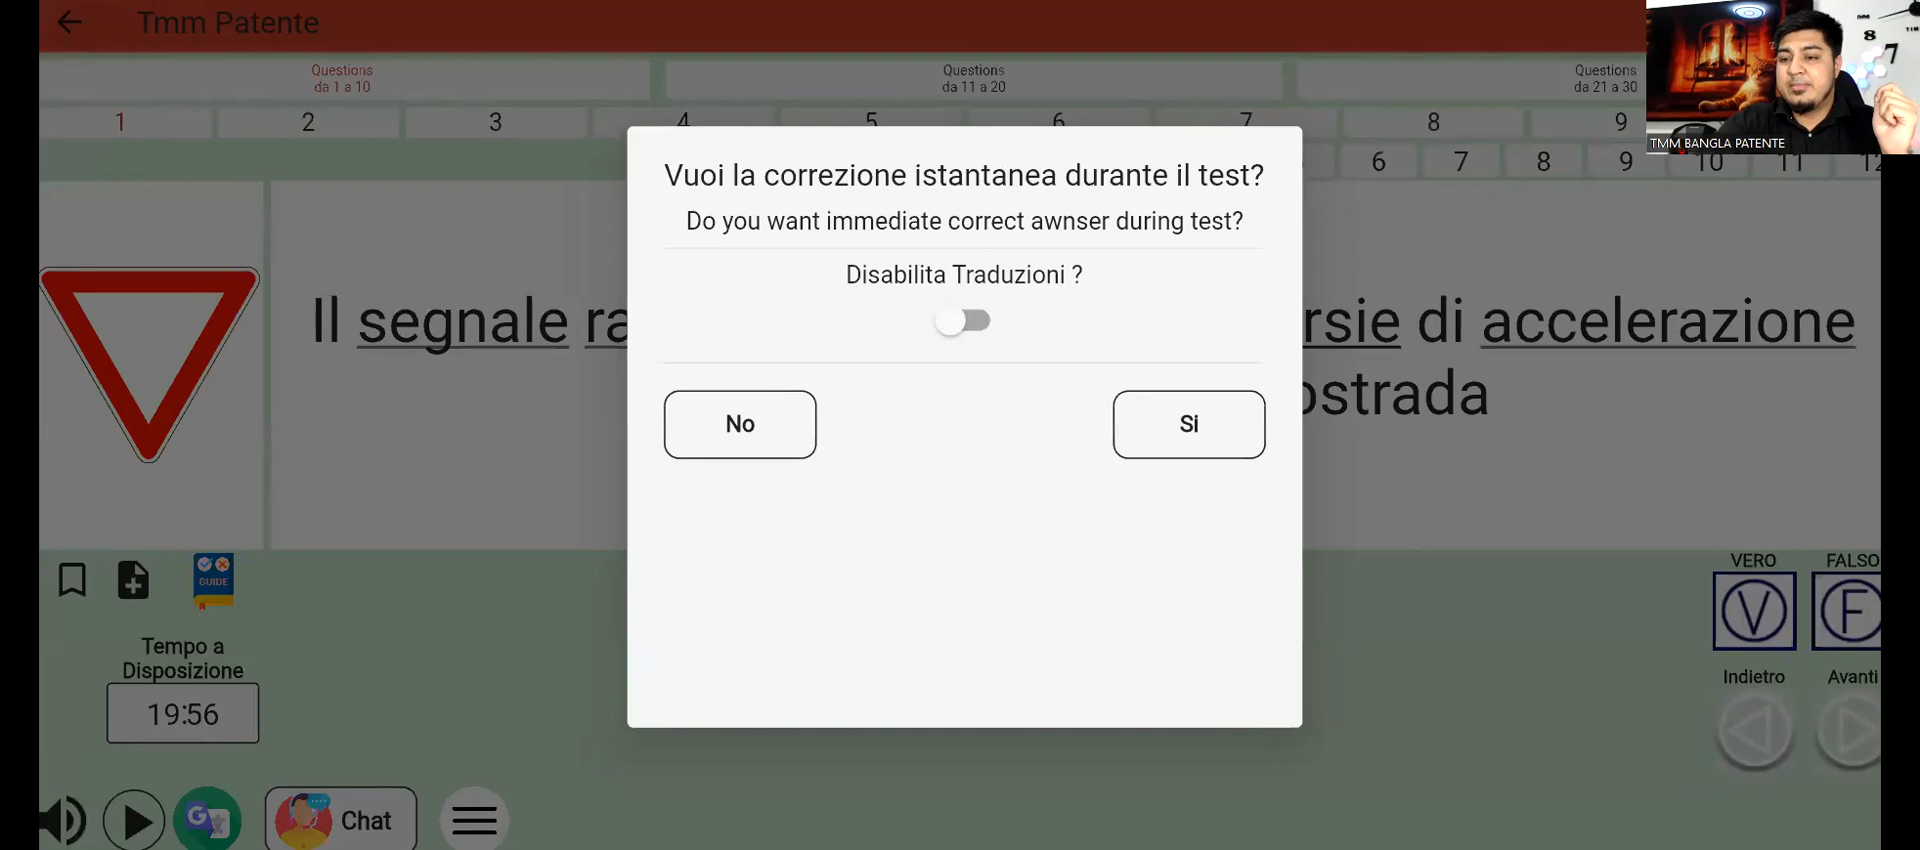 Tmm Patente
Questions
da 1 a 10
Questions
da 11 a 20
Questions
da 21 a 30
1 2 3 4 5 6 7 8 9
6 7 8 9 10 11 12
8
7
TMM BANGLA PATENTE
Vuoi la correzione istantanea durante il test?
Do you want immediate correct awnser during test?
Disabilita Traduzioni ?
No
Si
Il segnale ra
rsie di accelerazione
ostrada
GUIDE
VERO FALSO
V F
Tempo a
Disposizione
19:56
Indietro Avanti
G
Chat